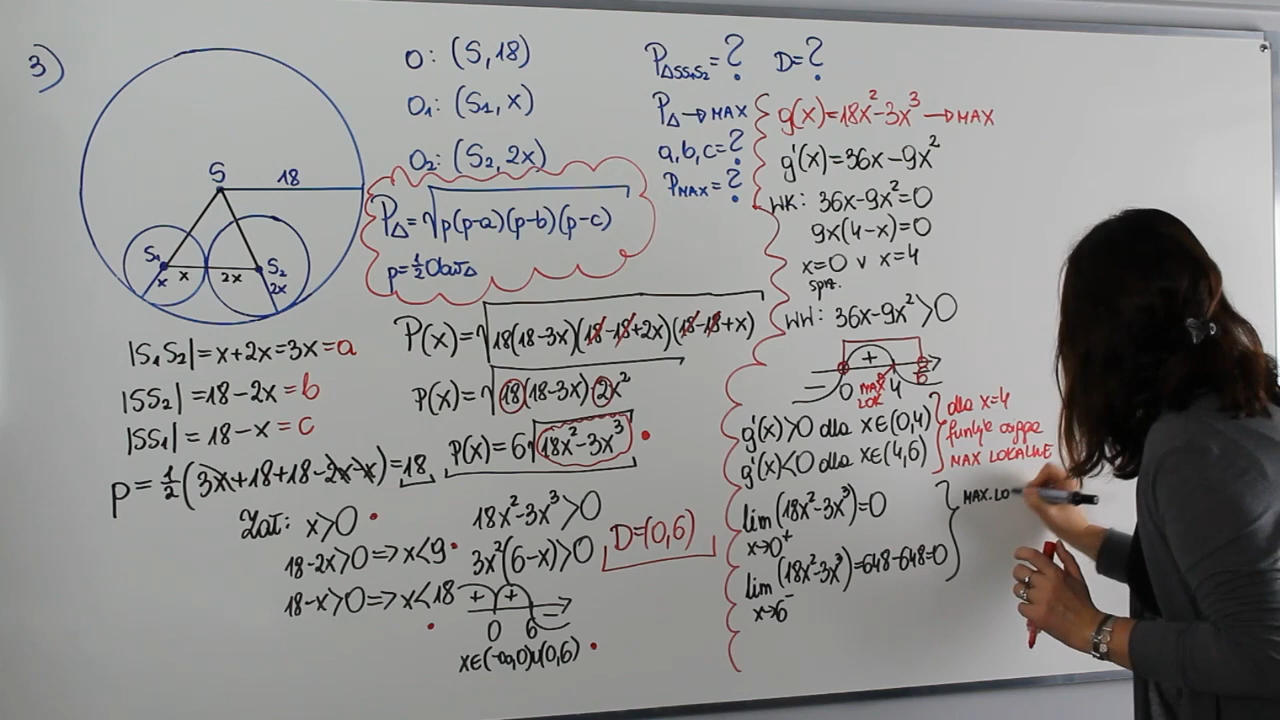 3)
S
18
S₁
x
2x
S₂
x
2x
O: (S, 18)
O₁: (S₁, x)
O₂: (S₂, 2x)
P△ = √p(p-a)(p-b)(p-c)
p = ½ Obw△
|S₁S₂| = x+2x = 3x = a
|SS₂| = 18-2x = b
|SS₁| = 18-x = c
p = ½(3x+18+18-2x-x) = 18
P(x) = √18(18-3x)(18-18+2x)(18-18+x)
P(x) = √18(18-3x)·2x²
P(x) = 6√18x²-3x³
Zał: x>0
18-2x>0 => x<9
18-x>0 => x<18
18x²-3x³>0
3x²(6-x)>0
+ + -
0 6
x∈(-∞,0)∪(0,6)
D=(0,6)
P△SS₁S₂ = ? D=?
P△ → MAX
a,b,c = ?
PMAX = ?
g(x) = 18x²-3x³ → MAX
g'(x) = 36x-9x²
WK: 36x-9x²=0
9x(4-x)=0
x=0 v x=4
sprz.
WW: 36x-9x²>0
+
0 MAX LOK 4 6
g'(x)>0 dla x∈(0,4)
g'(x)<0 dla x∈(4,6)
dla x=4
funkcje osiąga
MAX LOKALNE
lim (18x²-3x³)=0
x→0⁺
lim (18x²-3x³)=648-648=0
x→6⁻
MAX.LO